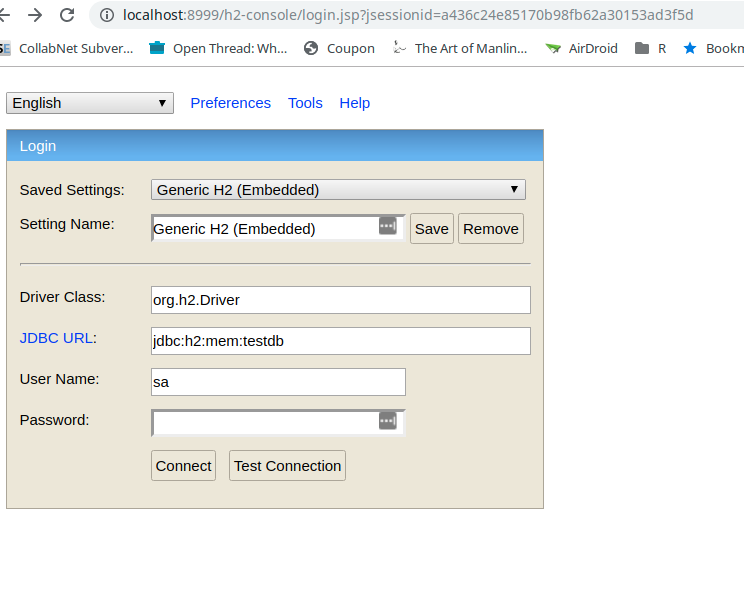 localhost:8999/h2-console/login.jsp?jsessionid=a436c24e85170b98fb62a30153ad3f5d
SE CollabNet Subver... Open Thread: Wh... Coupon The Art of Manlin... AirDroid R Bookm
English Preferences Tools Help
Login
Saved Settings: Generic H2 (Embedded)
Setting Name: Generic H2 (Embedded) Save Remove
Driver Class: org.h2.Driver
JDBC URL: jdbc:h2:mem:testdb
User Name: sa
Password:
Connect Test Connection